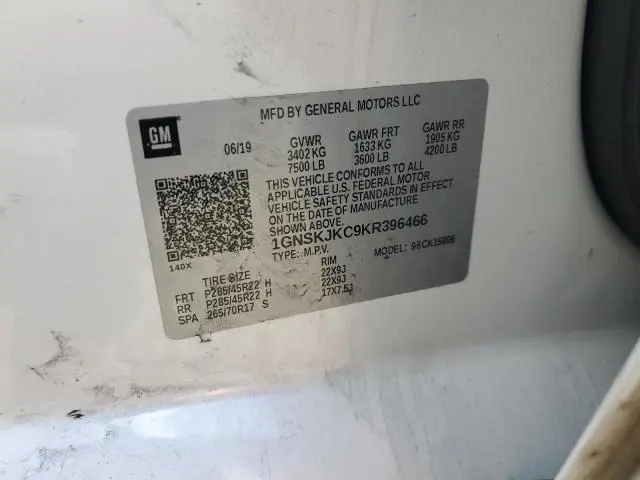 MFD BY GENERAL MOTORS LLC
GM
06/19 GVWR GAWR FRT GAWR RR
3402 KG 1633 KG 1905 KG
7500 LB 3600 LB 4200 LB
THIS VEHICLE CONFORMS TO ALL
APPLICABLE U.S. FEDERAL MOTOR
VEHICLE SAFETY STANDARDS IN EFFECT
ON DATE OF MANUFACTURE
1GNSKJKC9KR396466
140X TYPE: M.P.V. MODEL: 96CK15906
TIRE SIZE RIM
FRT P285/45R22 H 22X9J
RR P285/45R22 H 22X9J
SPA 265/70R17 S 17X7.5J